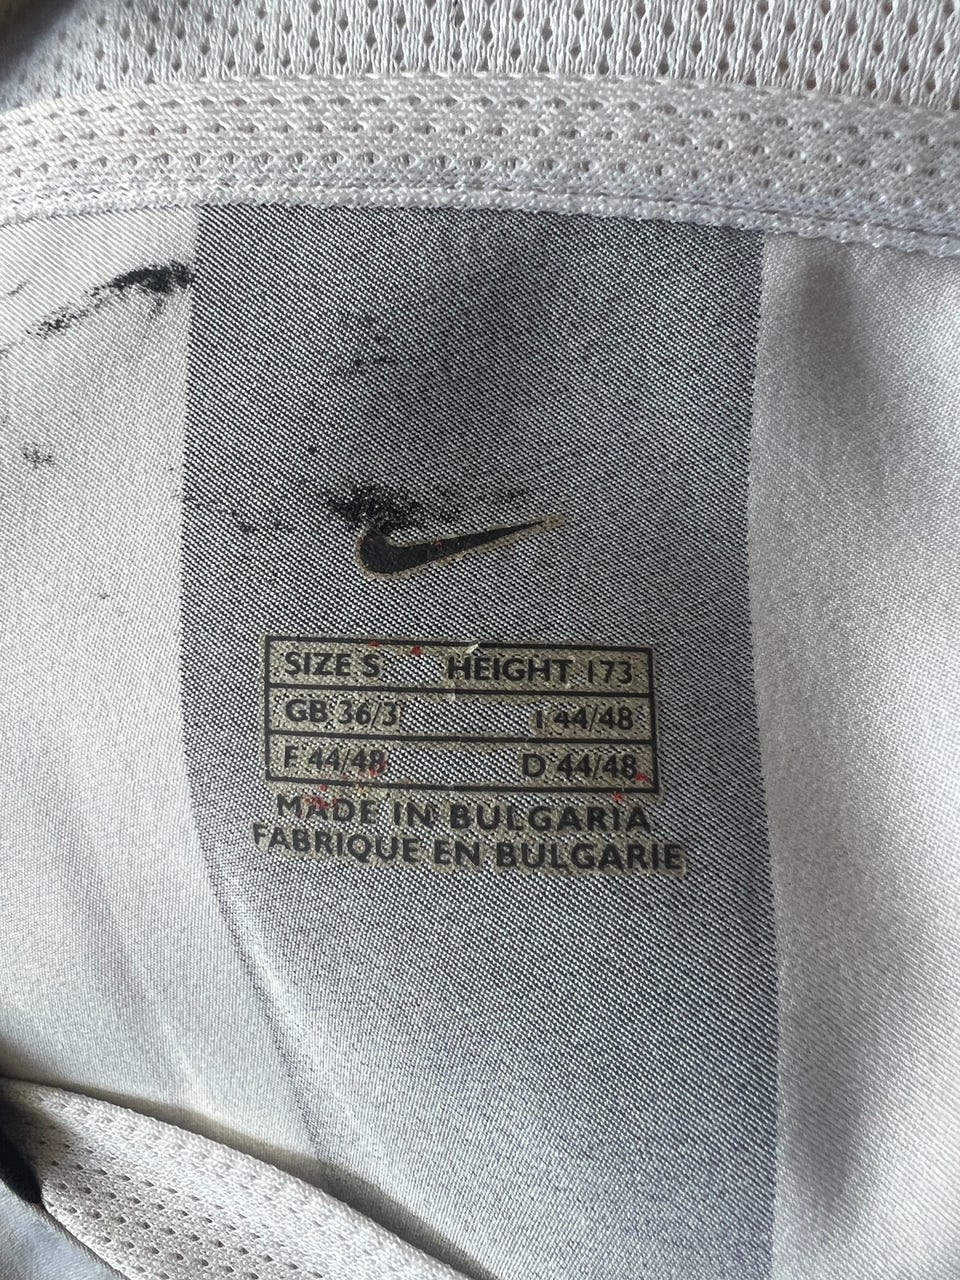 SIZE S HEIGHT 173
GB 36/3 I 44/48
F 44/48 D 44/48
MADE IN BULGARIA
FABRIQUE EN BULGARIE